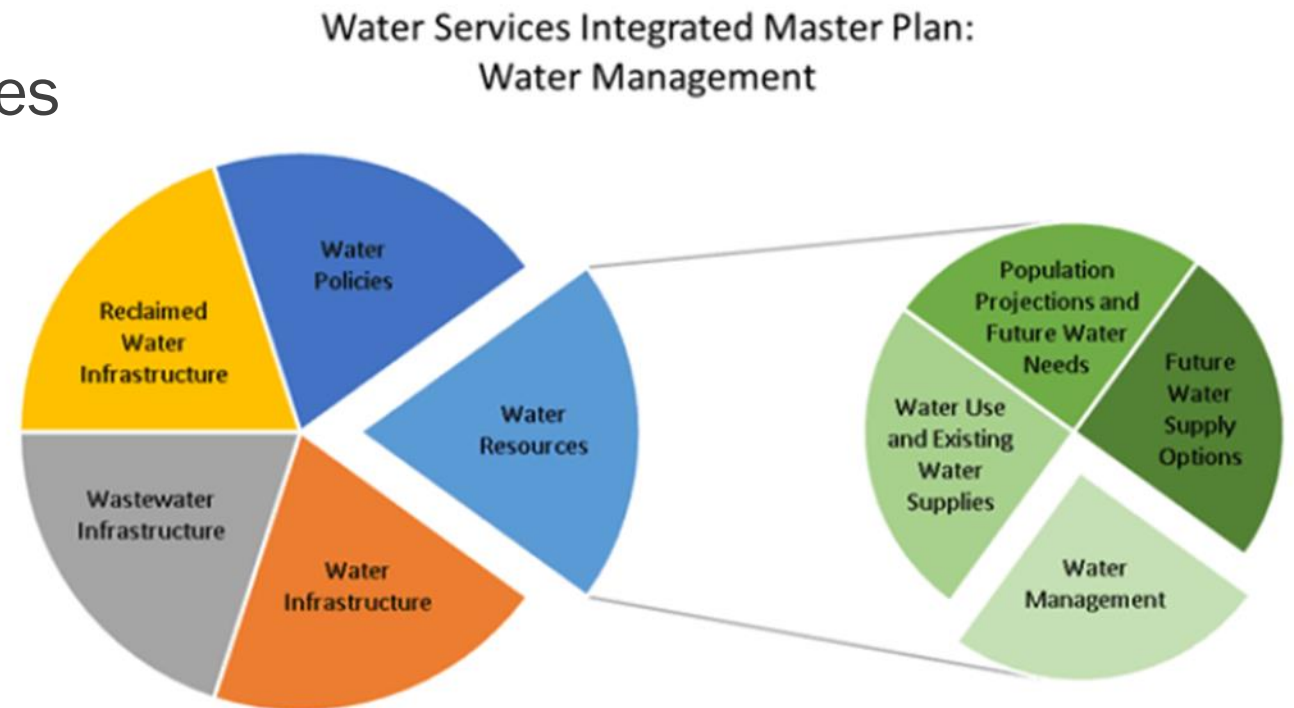 Water Services Integrated Master Plan:
Water Management
es
Water
Policies
Reclaimed
Water
Infrastructure
Water
Resources
Wastewater
Infrastructure
Water
Infrastructure
Population
Projections and
Future Water
Needs
Future
Water
Supply
Options
Water Use
and Existing
Water
Supplies
Water
Management